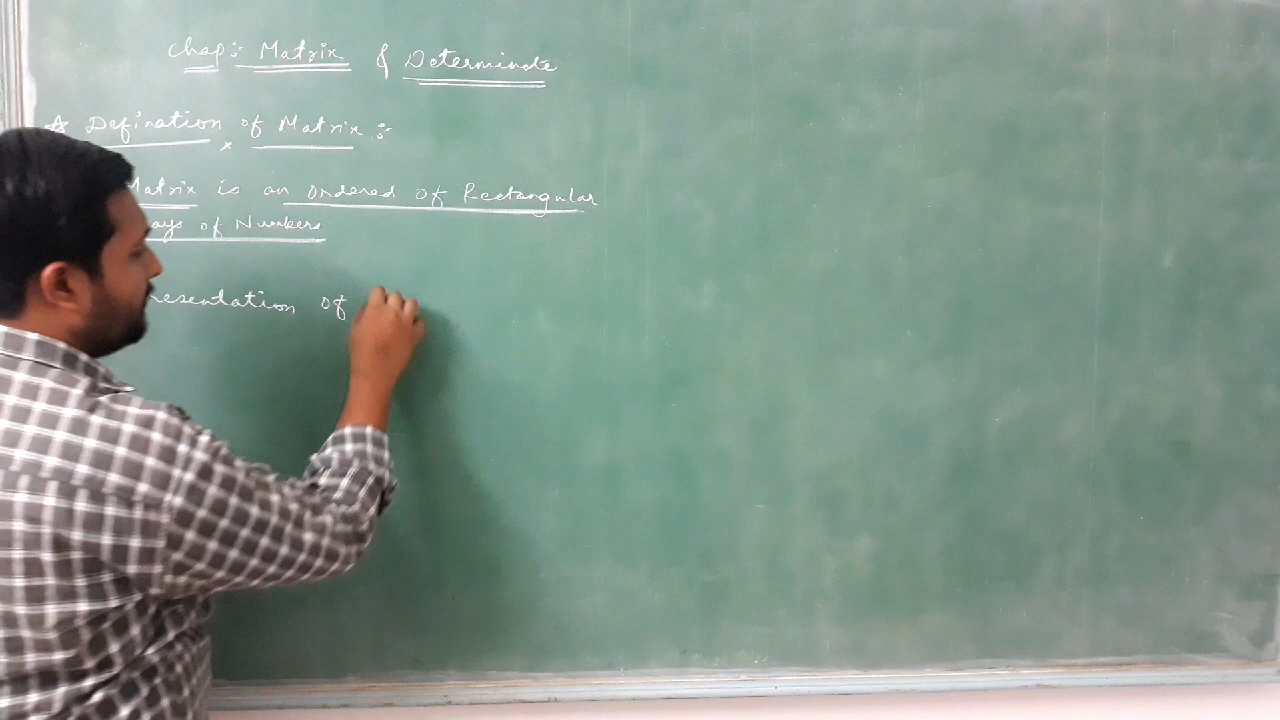 Chap:- Matrix & Determinate
☆ Defination of Matrix :-
Matrix is an ordered of Rectangular
ays of Numbers
resentation of